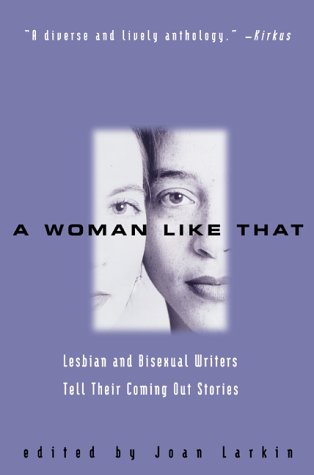 "A diverse and lively anthology." –Kirkus
A WOMAN LIKE THAT
Lesbian and Bisexual Writers
Tell Their Coming Out Stories
edited by Joan Larkin